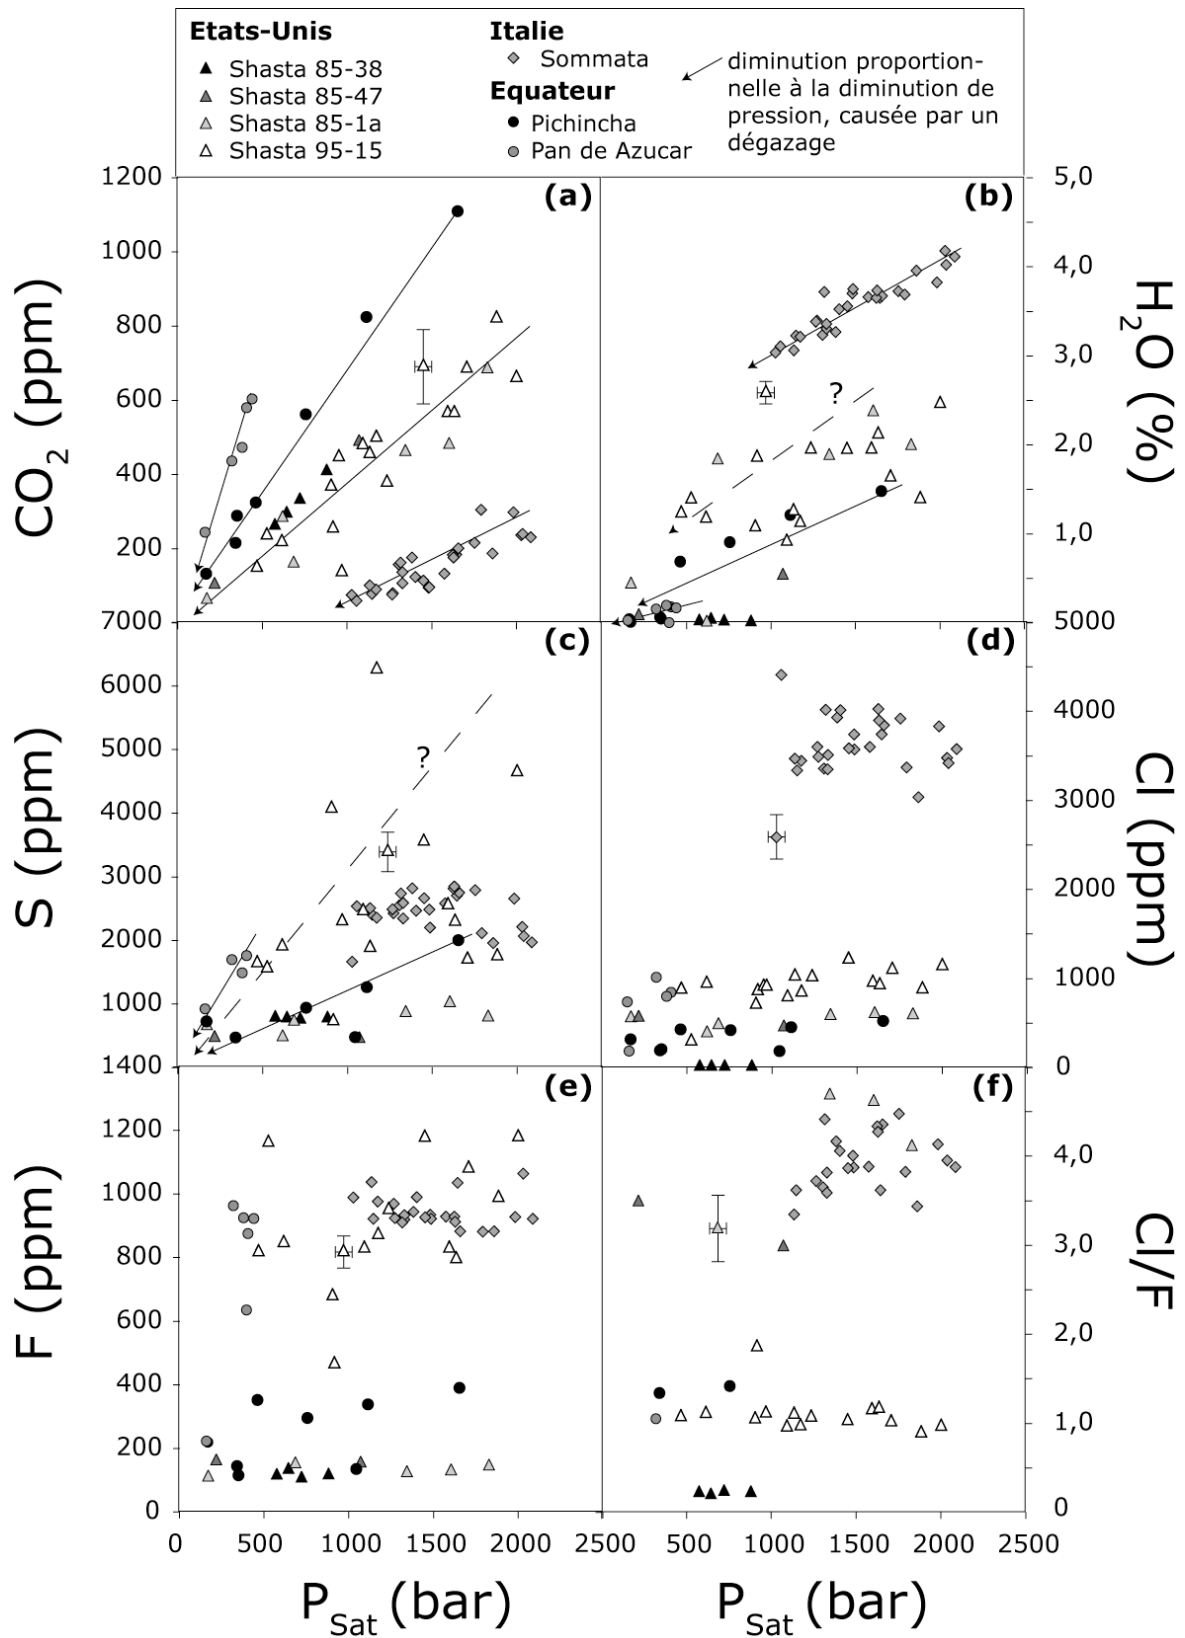 Etats-Unis
Shasta 85-38
Shasta 85-47
Shasta 85-1a
Shasta 95-15
Italie
Sommata
Equateur
Pichincha
Pan de Azucar
diminution proportion-
nelle à la diminution de
pression, causée par un
dégazage
(a)
CO2 (ppm)
1200
1000
800
600
400
200
(b)
?
5,0
4,0
3,0
2,0
1,0
H2O (%)
(c)
?
S (ppm)
7000
6000
5000
4000
3000
2000
1000
(d)
5000
4000
3000
2000
1000
0
Cl (ppm)
(e)
F (ppm)
1400
1200
1000
800
600
400
200
0
(f)
4,0
3,0
2,0
1,0
0
Cl/F
0 500 1000 1500 2000 2500
500 1000 1500 2000 2500
PSat (bar)
PSat (bar)